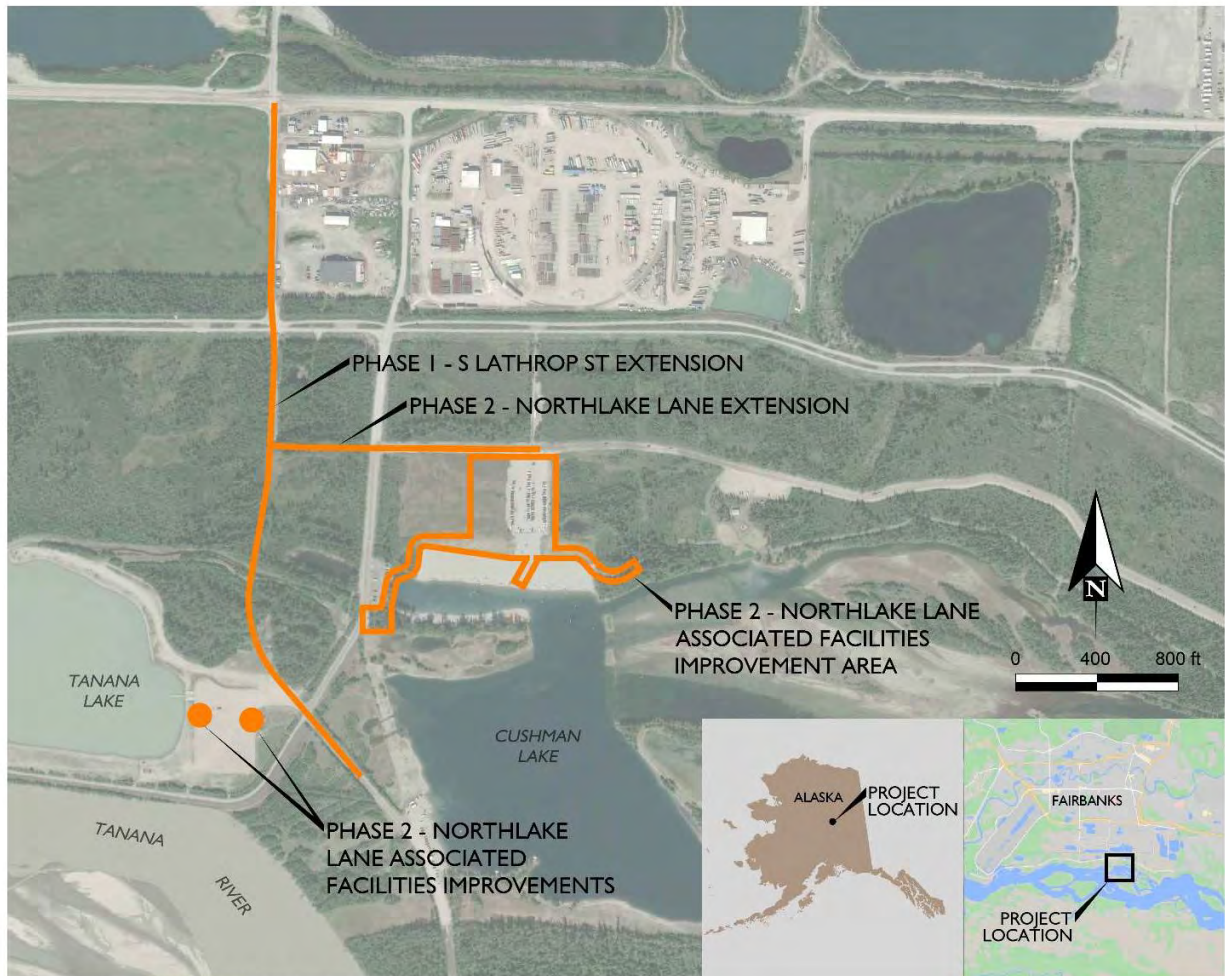 PHASE 1 - S LATHROP ST EXTENSION
PHASE 2 - NORTHLAKE LANE EXTENSION
PHASE 2 - NORTHLAKE LANE
ASSOCIATED FACILITIES
IMPROVEMENT AREA
N
0 400 800 ft
TANANA
LAKE
CUSHMAN
LAKE
PHASE 2 - NORTHLAKE
LANE ASSOCIATED
FACILITIES IMPROVEMENTS
TANANA
RIVER
ALASKA
PROJECT
LOCATION
FAIRBANKS
PROJECT
LOCATION